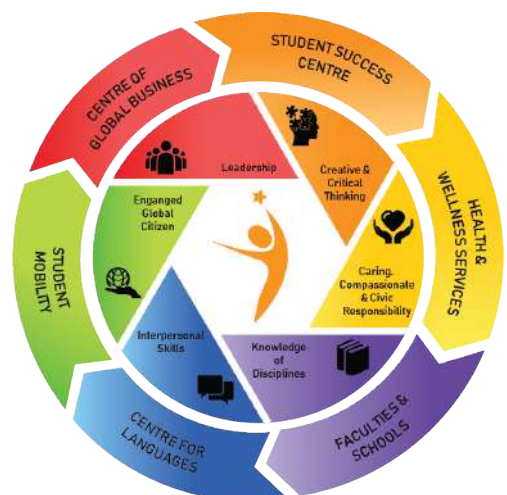 CENTRE OF
GLOBAL BUSINESS
STUDENT SUCCESS
CENTRE
HEALTH &
WELLNESS SERVICES
FACULTIES &
SCHOOLS
CENTRE FOR
LANGUAGES
STUDENT
MOBILITY
Leadership
Creative &
Critical
Thinking
Caring,
Compassionate
& Civic
Responsibility
Knowledge
of
Disciplines
Interpersonal
Skills
Enganged
Global
Citizen